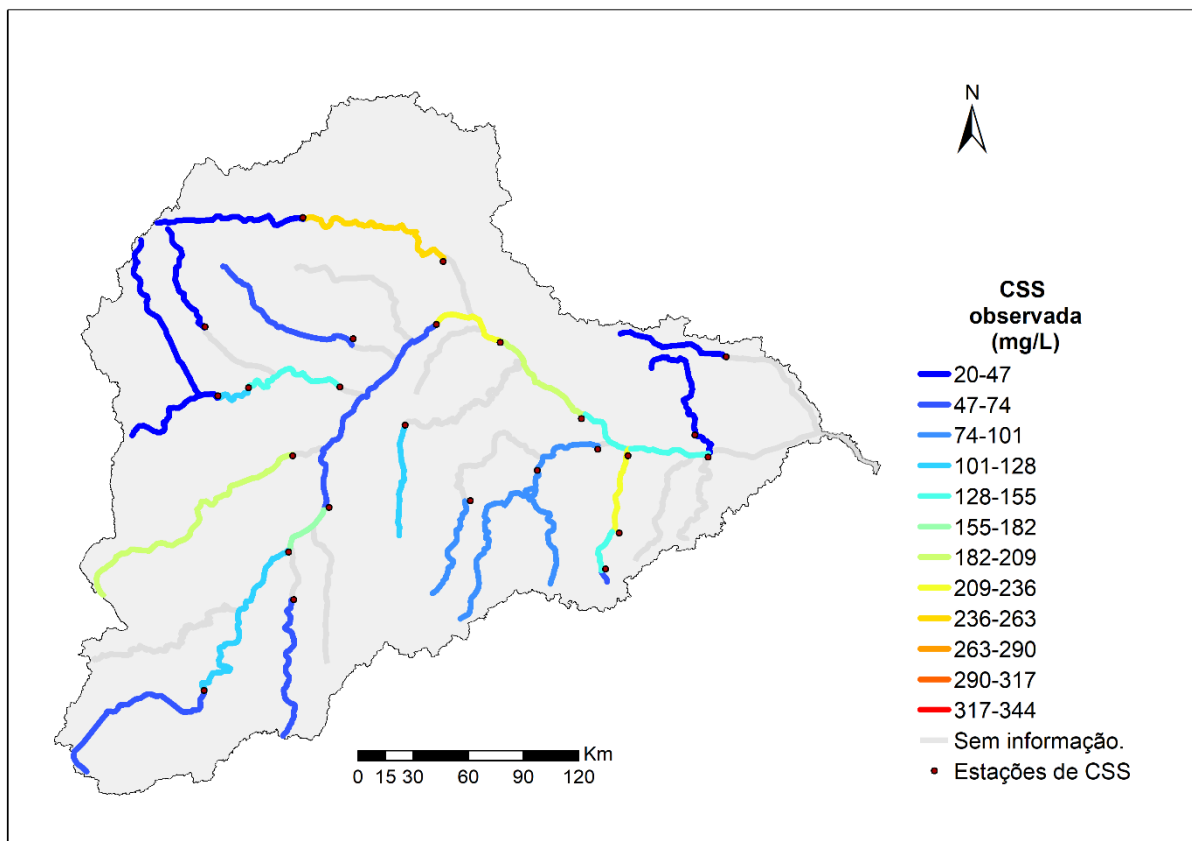 N
CSS
observada
(mg/L)
20-47
47-74
74-101
101-128
128-155
155-182
182-209
209-236
236-263
263-290
290-317
317-344
Sem informação.
Estações de CSS
Km
0 15 30 60 90 120